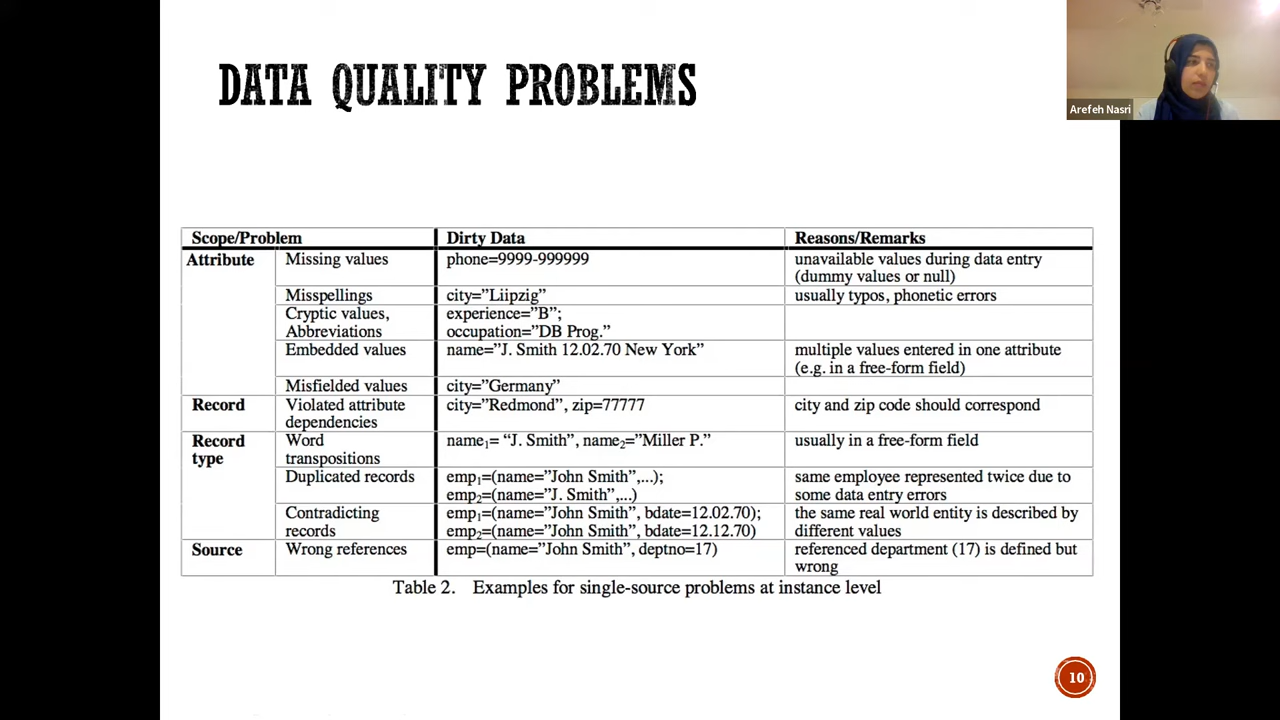 DATA QUALITY PROBLEMS
Arefeh Nasri
Scope/Problem Dirty Data Reasons/Remarks
Attribute Missing values phone=9999-999999 unavailable values during data entry
(dummy values or null)
Misspellings city=”Liipzig” usually typos, phonetic errors
Cryptic values, experience=”B”;
Abbreviations occupation=”DB Prog.”
Embedded values name=”J. Smith 12.02.70 New York” multiple values entered in one attribute
(e.g. in a free-form field)
Misfielded values city=”Germany”
Record Violated attribute city=”Redmond”, zip=77777 city and zip code should correspond
dependencies
Record Word name₁= “J. Smith”, name₂=”Miller P.” usually in a free-form field
type transpositions
Duplicated records emp₁=(name=”John Smith”,...); same employee represented twice due to
emp₂=(name=”J. Smith”,...) some data entry errors
Contradicting emp₁=(name=”John Smith”, bdate=12.02.70); the same real world entity is described by
records emp₂=(name=”John Smith”, bdate=12.12.70) different values
Source Wrong references emp=(name=”John Smith”, deptno=17) referenced department (17) is defined but
wrong
Table 2. Examples for single-source problems at instance level
10